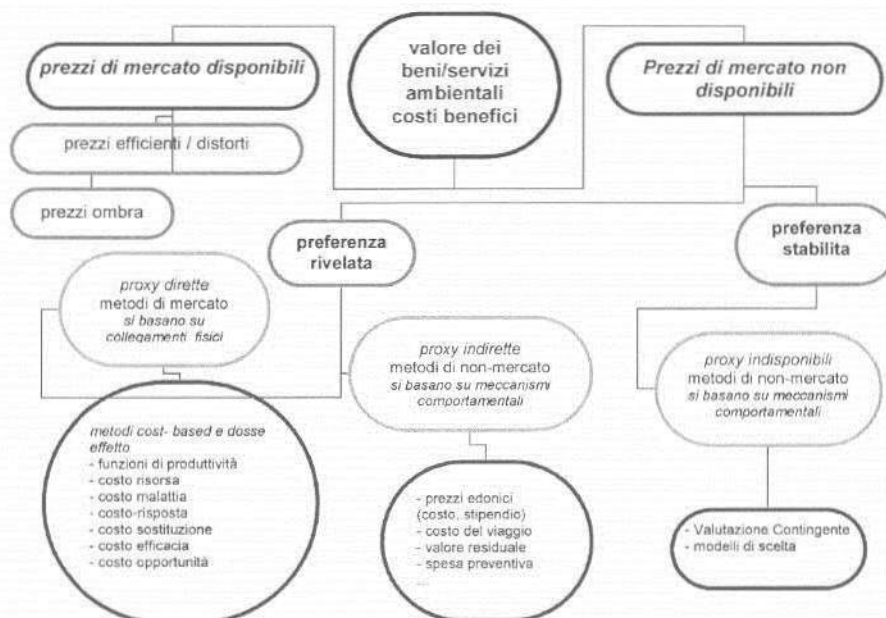 prezzi di mercato disponibili
valore dei
beni/servizi
ambientali
costi benefici
Prezzi di mercato non
disponibili
prezzi efficienti / distorti
prezzi ombra
preferenza
rivelata
preferenza
stabilita
proxy dirette
metodi di mercato
si basano su
collegamenti fisici
proxy indirette
metodi di non-mercato
si basano su meccanismi
comportamentali
proxy indisponibili
metodi di non-mercato
si basano su meccanismi
comportamentali
metodi cost- based e dosse
effetto
- funzioni di produttività
- costo risorsa
- costo malattia
- costo-risposta
- costo sostituzione
- costo efficacia
- costo opportunità
- prezzi edonici
(costo, stipendio)
- costo del viaggio
- valore residuale
- spesa preventiva
...
- Valutazione Contingente
- modelli di scelta